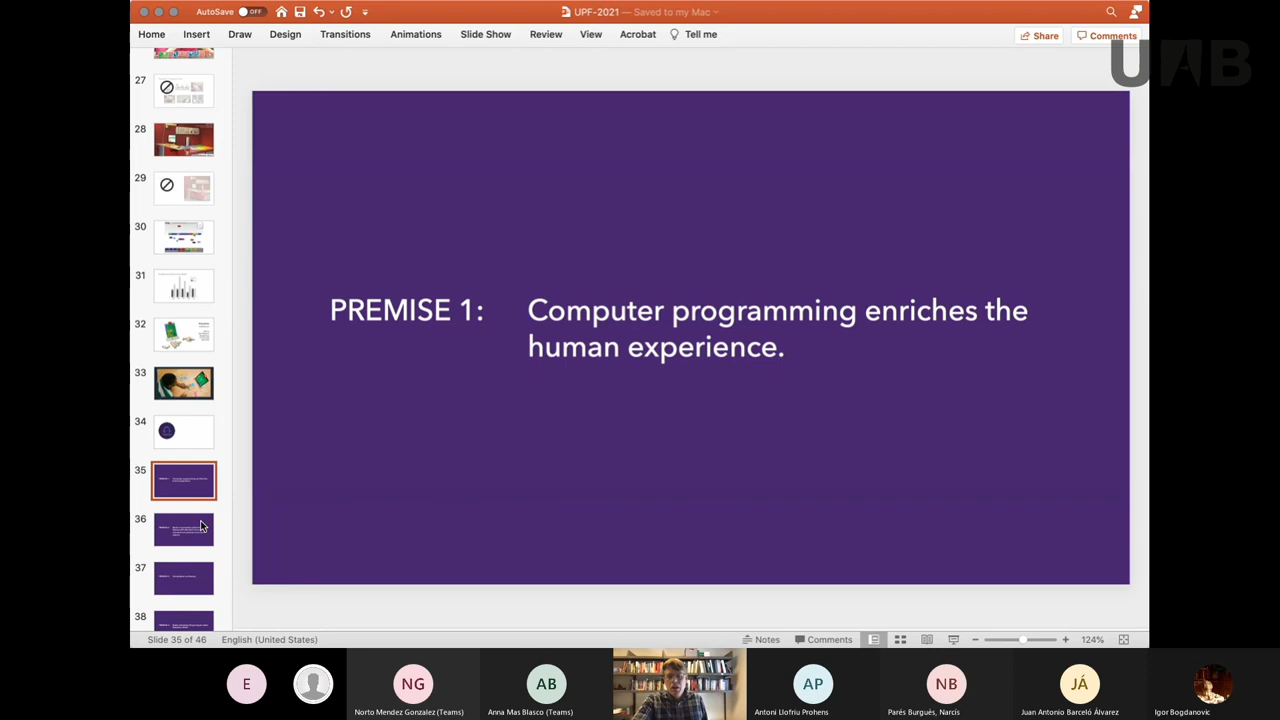 AutoSave OFF
UPF-2021 — Saved to my Mac
Home Insert Draw Design Transitions Animations Slide Show Review View Acrobat Tell me
Share Comments
UAB
27
28
29
30
31
32
33
34
35
36
37
38
PREMISE 1: Computer programming enriches the
human experience.
Slide 35 of 46 English (United States) Notes Comments 124%
E
NG
Norto Mendez Gonzalez (Teams)
AB
Anna Mas Blasco (Teams)
AP
Antoni Llofriu Prohens
NB
Parés Burguès, Narcís
JÁ
Juan Antonio Barceló Álvarez
Igor Bogdanovic